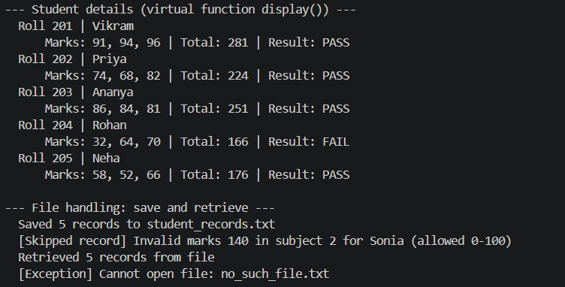 --- Student details (virtual function display()) ---
Roll 201 | Vikram
Marks: 91, 94, 96 | Total: 281 | Result: PASS
Roll 202 | Priya
Marks: 74, 68, 82 | Total: 224 | Result: PASS
Roll 203 | Ananya
Marks: 86, 84, 81 | Total: 251 | Result: PASS
Roll 204 | Rohan
Marks: 32, 64, 70 | Total: 166 | Result: FAIL
Roll 205 | Neha
Marks: 58, 52, 66 | Total: 176 | Result: PASS
--- File handling: save and retrieve ---
Saved 5 records to student_records.txt
[Skipped record] Invalid marks 140 in subject 2 for Sonia (allowed 0-100)
Retrieved 5 records from file
[Exception] Cannot open file: no_such_file.txt